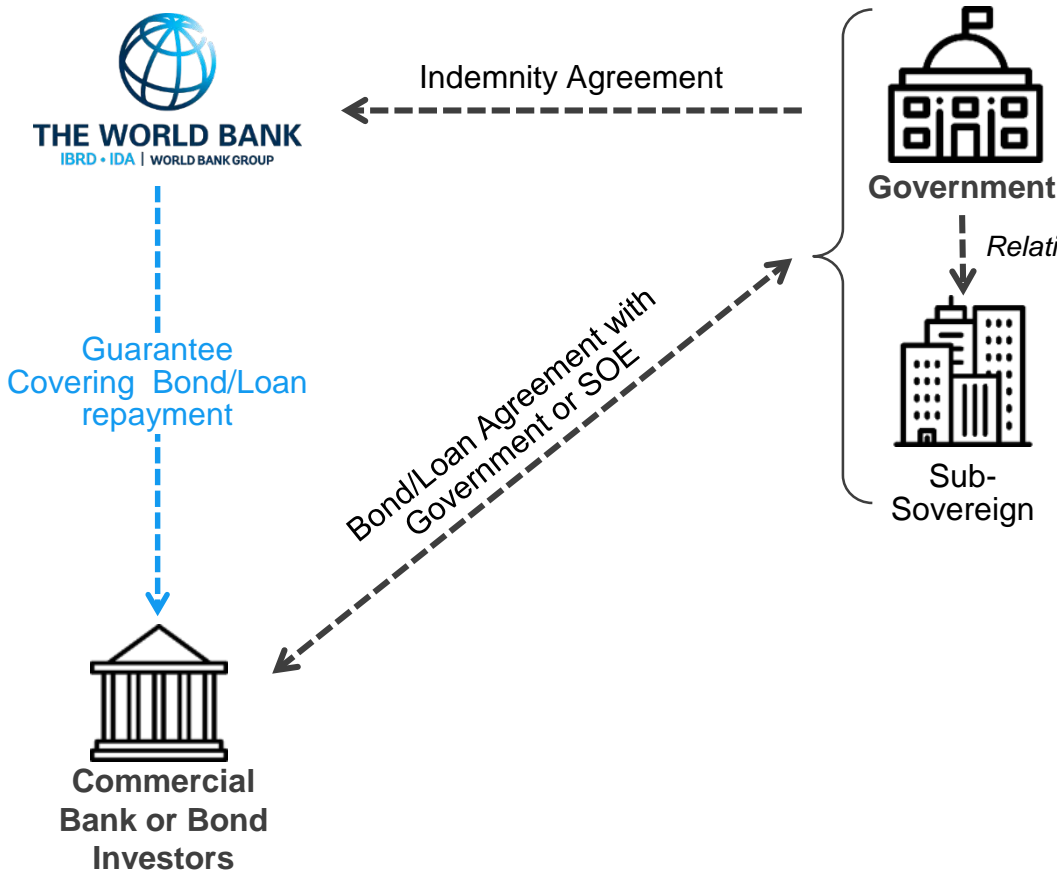 Indemnity Agreement
THE WORLD BANK
IBRD • IDA | WORLD BANK GROUP
Government
Guarantee
Covering Bond/Loan
repayment
Bond/Loan Agreement with
Government or SOE
Sub-
Sovereign
Commercial
Bank or Bond
Investors